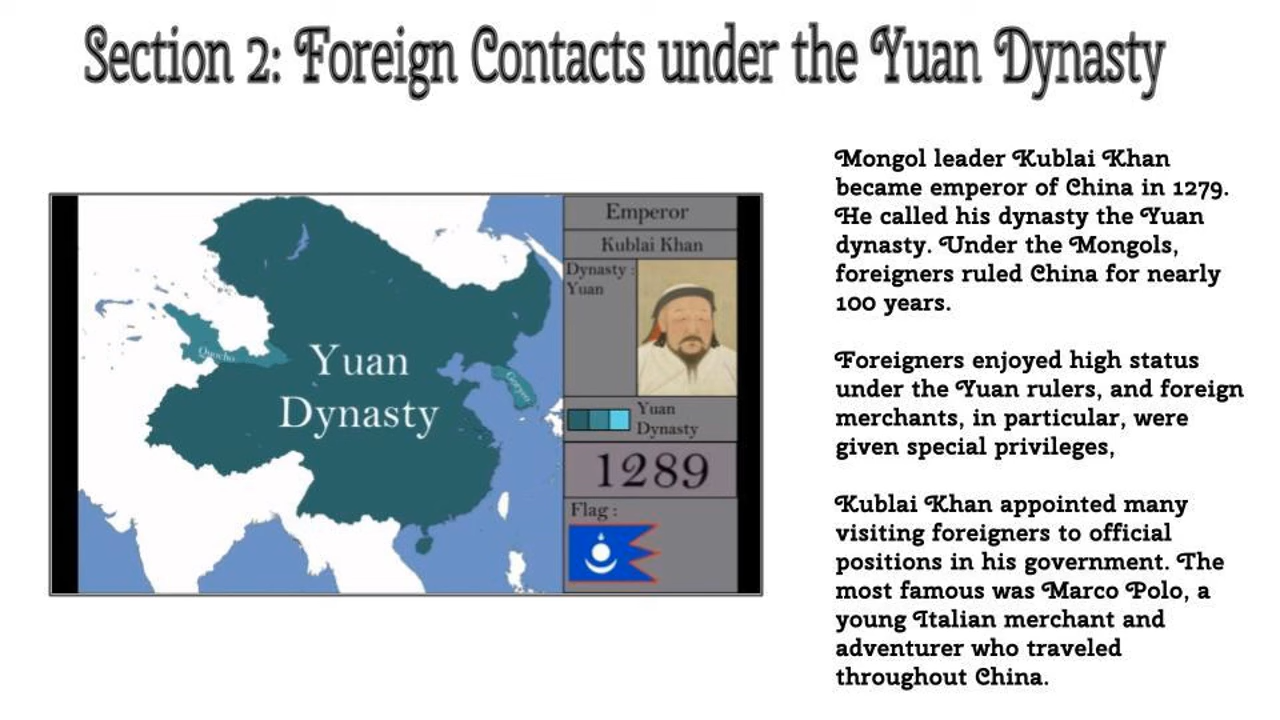 Section 2: Foreign Contacts under the Yuan Dynasty
Mongol leader Kublai Khan
became emperor of China in 1279.
He called his dynasty the Yuan
dynasty. Under the Mongols,
foreigners ruled China for nearly
100 years.
Foreigners enjoyed high status
under the Yuan rulers, and foreign
merchants, in particular, were
given special privileges,
Kublai Khan appointed many
visiting foreigners to official
positions in his government. The
most famous was Marco Polo, a
young Italian merchant and
adventurer who traveled
throughout China.
Yuan
Dynasty
Emperor
Kublai Khan
Dynasty :
Yuan
Yuan
Dynasty
1289
Flag :